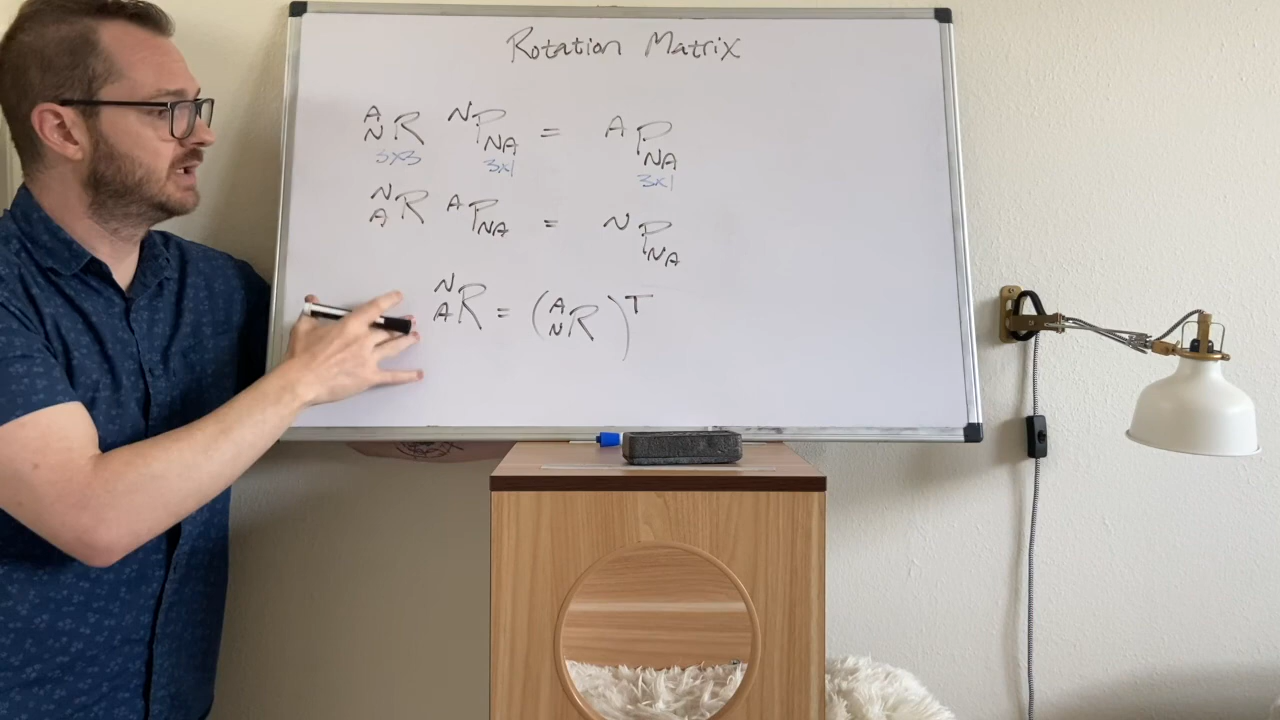 Rotation Matrix
A N R N P NA = A P NA
3x3 3x1 3x1
N A R A P NA = N P NA
N A R = ( A N R ) T